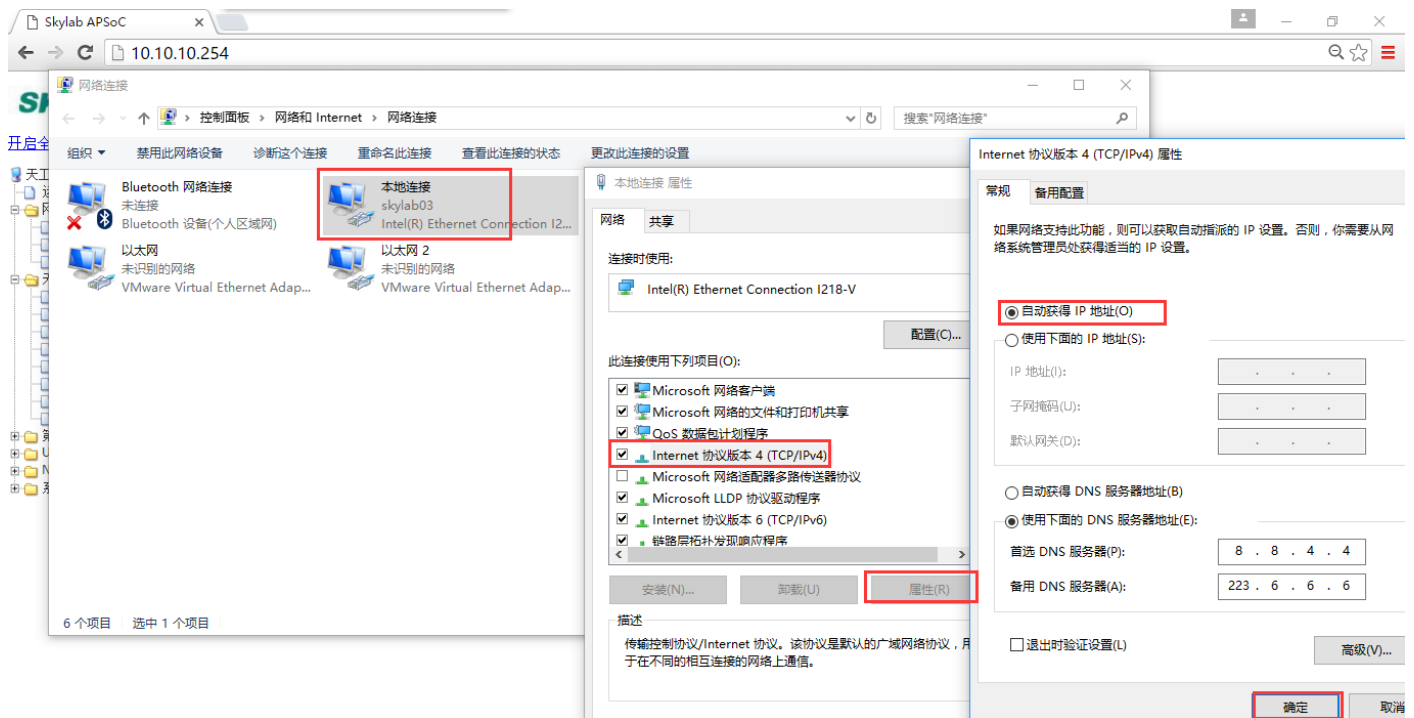 Skylab APSoC
10.10.10.254
SK
开启全
天工
网络连接
控制面板 › 网络和 Internet › 网络连接
搜索"网络连接"
组织 禁用此网络设备 诊断这个连接 重命名此连接 查看此连接的状态 更改此连接的设置
Bluetooth 网络连接
未连接
Bluetooth 设备(个人区域网)
本地连接
skylab03
Intel(R) Ethernet Connection I2...
以太网
未识别的网络
VMware Virtual Ethernet Adap...
以太网 2
未识别的网络
VMware Virtual Ethernet Adap...
6 个项目 选中 1 个项目
本地连接 属性
网络 共享
连接时使用:
Intel(R) Ethernet Connection I218-V
配置(C)...
此连接使用下列项目(O):
Microsoft 网络客户端
Microsoft 网络的文件和打印机共享
QoS 数据包计划程序
Internet 协议版本 4 (TCP/IPv4)
Microsoft 网络适配器多路传送器协议
Microsoft LLDP 协议驱动程序
Internet 协议版本 6 (TCP/IPv6)
链路层拓扑发现响应程序
安装(N)... 卸载(U) 属性(R)
描述
传输控制协议/Internet 协议。该协议是默认的广域网络协议，用
于在不同的相互连接的网络上通信。
Internet 协议版本 4 (TCP/IPv4) 属性
常规 备用配置
如果网络支持此功能，则可以获取自动指派的 IP 设置。否则，你需要从网
络系统管理员处获得适当的 IP 设置。
自动获得 IP 地址(O)
使用下面的 IP 地址(S):
IP 地址(I):
子网掩码(U):
默认网关(D):
自动获得 DNS 服务器地址(B)
使用下面的 DNS 服务器地址(E):
首选 DNS 服务器(P): 8 . 8 . 4 . 4
备用 DNS 服务器(A): 223 . 6 . 6 . 6
退出时验证设置(L)
高级(V)...
确定 取消